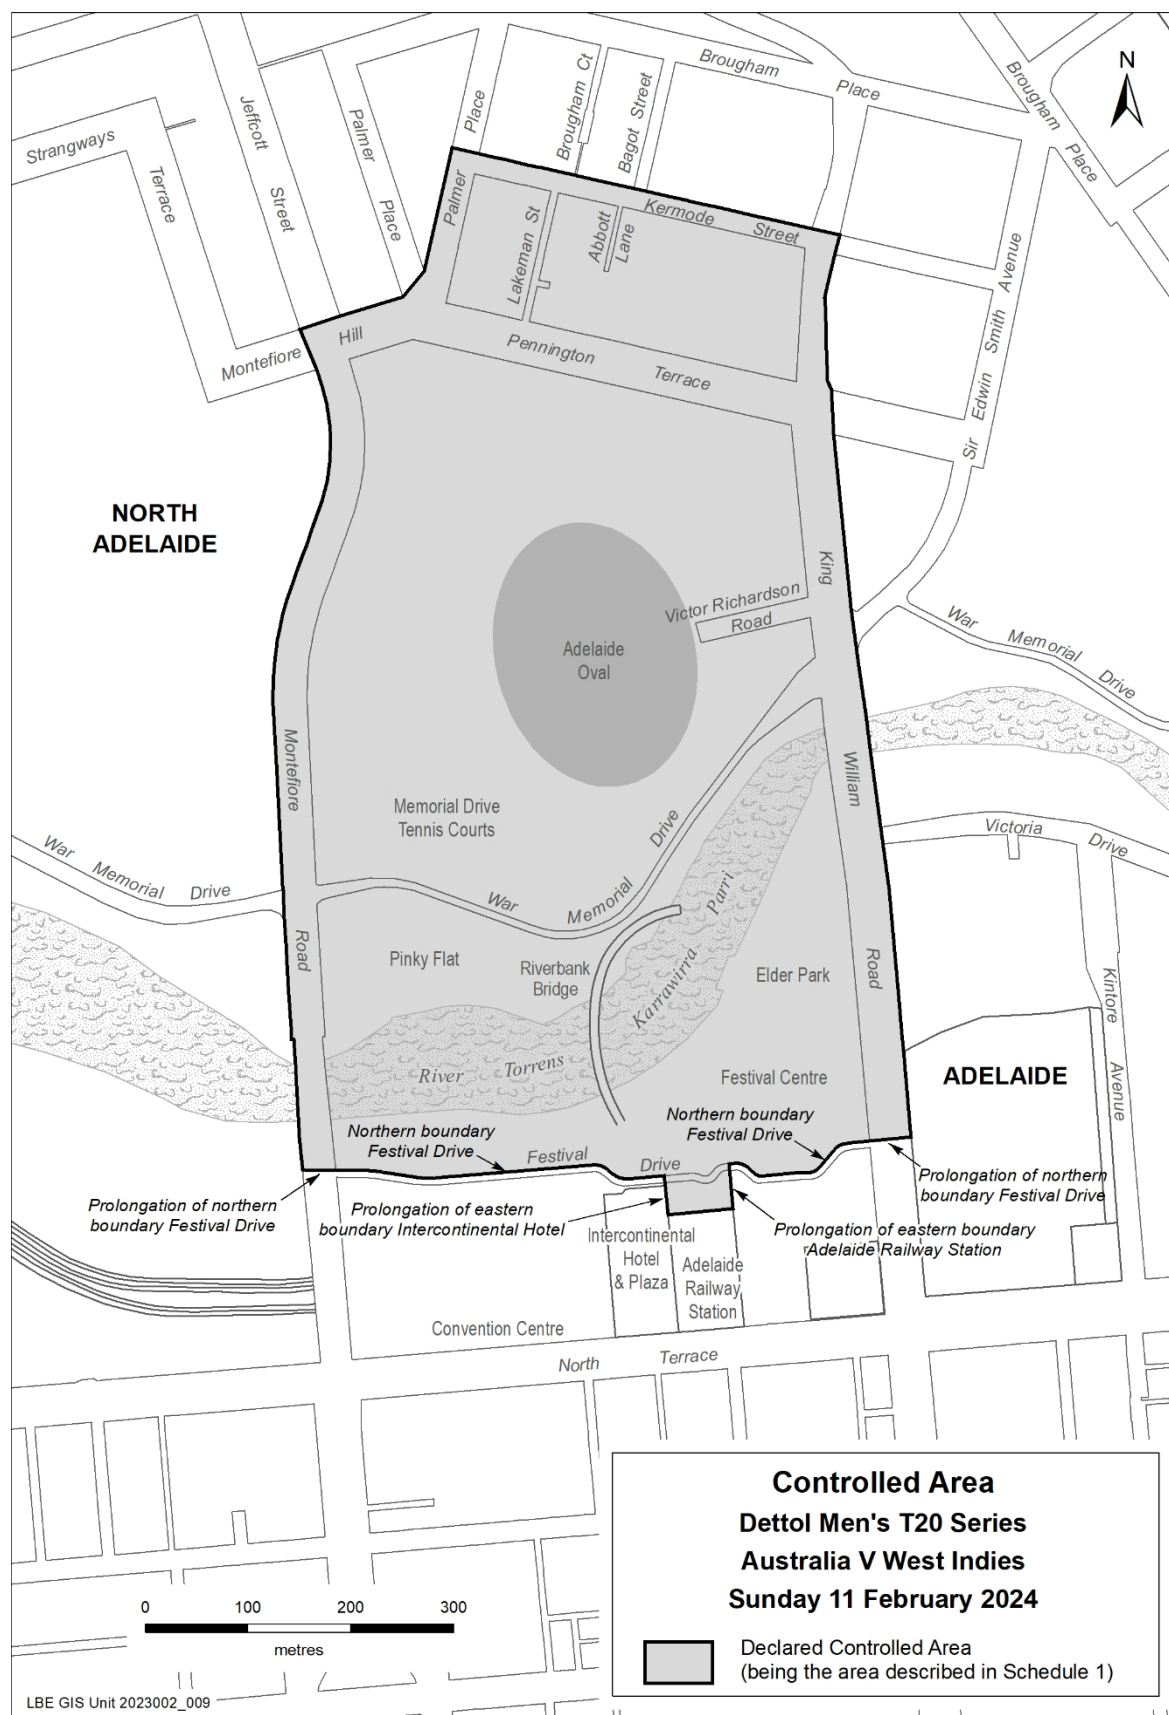 N
Brougham
Place
Brougham
Place
Brougham Ct
Bagot Street
Place
Palmer
Jeffcott
Street
Palmer
Place
Strangways
Terrace
Kermode
Street
Lakeman St
Abbott
Lane
Montefiore
Hill
Pennington
Terrace
Sir Edwin Smith Avenue
NORTH
ADELAIDE
King
Victor Richardson
Road
Adelaide
Oval
War Memorial Drive
Montefiore
William
Memorial Drive
Tennis Courts
Victoria Drive
War Memorial Drive
War Memorial Drive
Pinky Flat
Riverbank
Bridge
Karrawirra Parri
Elder Park
Road
Road
Kintore
Avenue
River Torrens
Festival Centre
ADELAIDE
Northern boundary
Festival Drive
Northern boundary
Festival Drive
Festival Drive
Prolongation of northern
boundary Festival Drive
Prolongation of eastern
boundary Intercontinental Hotel
Prolongation of northern
boundary Festival Drive
Prolongation of eastern boundary
Adelaide Railway Station
Intercontinental
Hotel
& Plaza
Adelaide
Railway
Station
Convention Centre
North Terrace
Controlled Area
Dettol Men's T20 Series
Australia V West Indies
Sunday 11 February 2024
Declared Controlled Area
(being the area described in Schedule 1)
0 100 200 300
metres
LBE GIS Unit 2023002_009